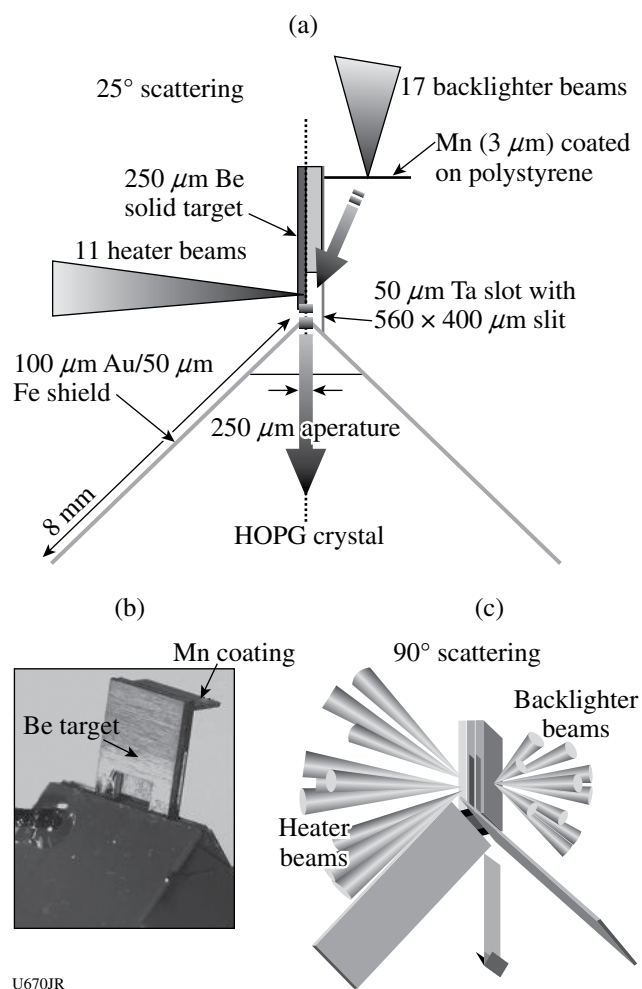 (a)
25° scattering
17 backlighter beams
Mn (3 μm) coated
on polystyrene
250 μm Be
solid target
11 heater beams
50 μm Ta slot with
560 × 400 μm slit
100 μm Au/50 μm
Fe shield
250 μm aperature
8 mm
HOPG crystal
(b)
Mn coating
Be target
(c)
90° scattering
Backlighter
beams
Heater
beams
U670JR